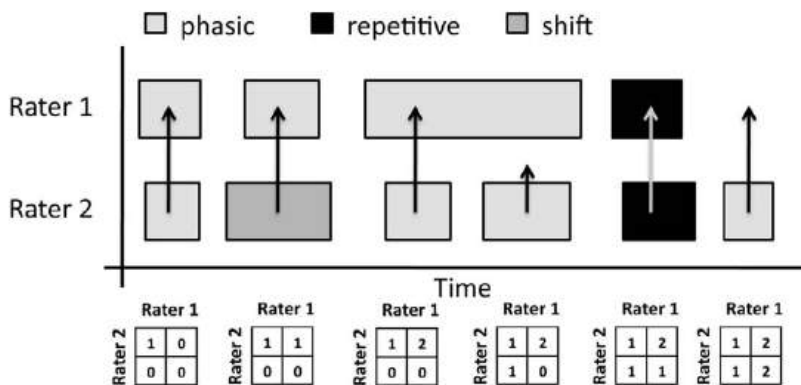 phasic repetitive shift
Rater 1
Rater 2
Time
Rater 1 Rater 1 Rater 1 Rater 1 Rater 1 Rater 1
Rater 2 Rater 2 Rater 2 Rater 2 Rater 2 Rater 2
1 0 1 1 1 2 1 2 1 2 1 2
0 0 0 0 0 0 1 0 1 1 1 2